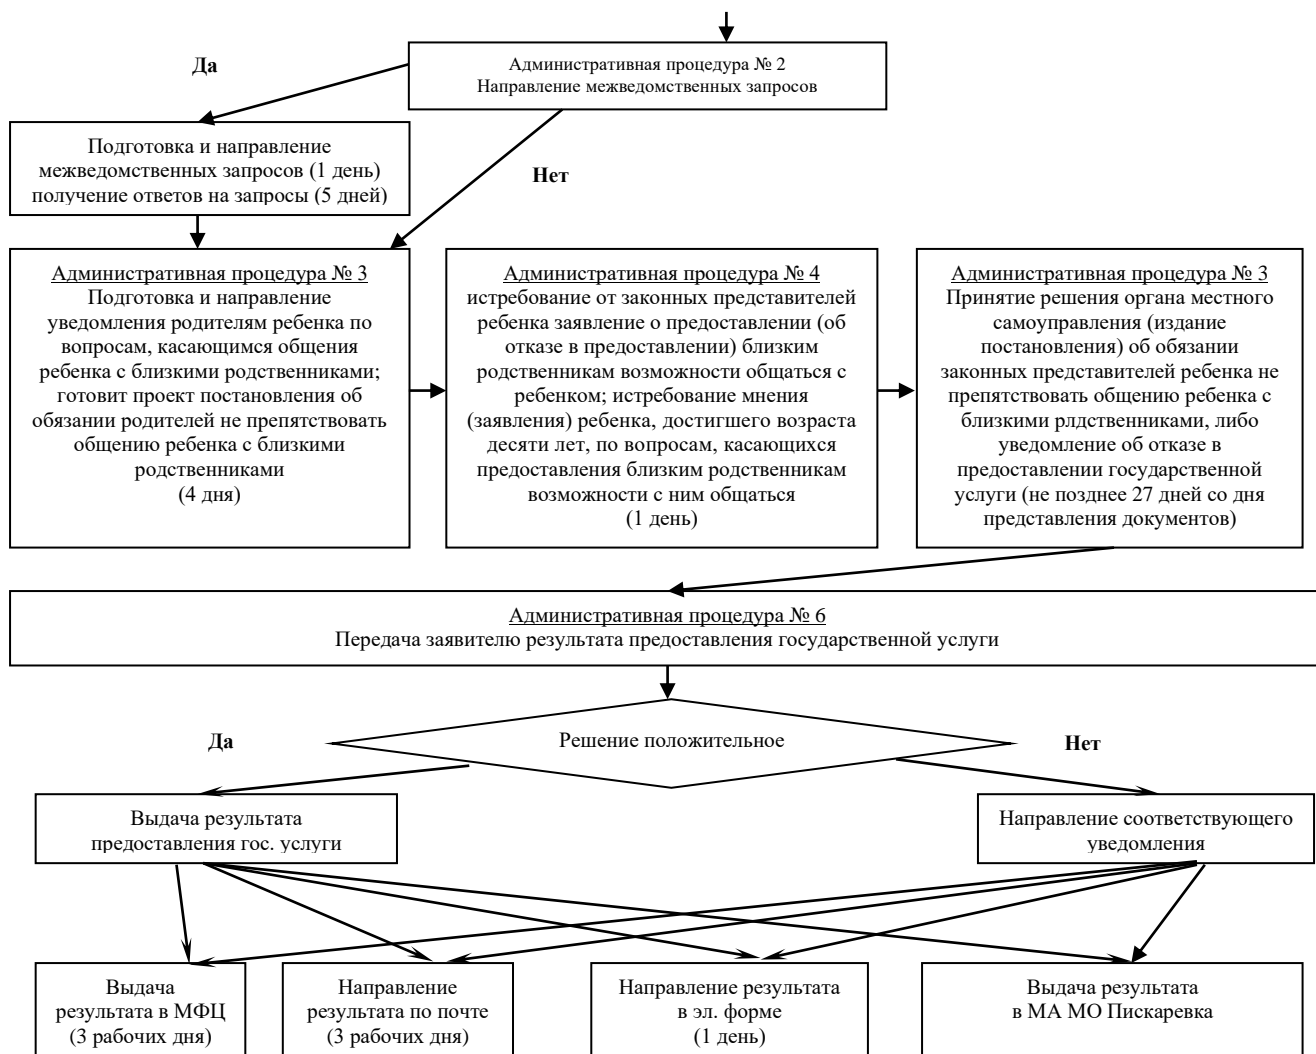 Да
Административная процедура № 2
Направление межведомственных запросов
Подготовка и направление
межведомственных запросов (1 день)
получение ответов на запросы (5 дней)
Нет
Административная процедура № 3
Подготовка и направление
уведомления родителям ребенка по
вопросам, касающимся общения
ребенка с близкими родственниками;
готовит проект постановления об
обязании родителей не препятствовать
общению ребенка с близкими
родственниками
(4 дня)
Административная процедура № 4
истребование от законных представителей
ребенка заявление о предоставлении (об
отказе в предоставлении) близким
родственникам возможности общаться с
ребенком; истребование мнения
(заявления) ребенка, достигшего возраста
десяти лет, по вопросам, касающихся
предоставления близким родственникам
возможности с ним общаться
(1 день)
Административная процедура № 3
Принятие решения органа местного
самоуправления (издание
постановления) об обязании
законных представителей ребенка не
препятствовать общению ребенка с
близкими рлдственниками, либо
уведомление об отказе в
предоставлении государственной
услуги (не позднее 27 дней со дня
представления документов)
Административная процедура № 6
Передача заявителю результата предоставления государственной услуги
Да
Решение положительное
Нет
Выдача результата
предоставления гос. услуги
Направление соответствующего
уведомления
Выдача
результата в МФЦ
(3 рабочих дня)
Направление
результата по почте
(3 рабочих дня)
Направление результата
в эл. форме
(1 день)
Выдача результата
в МА МО Пискаревка